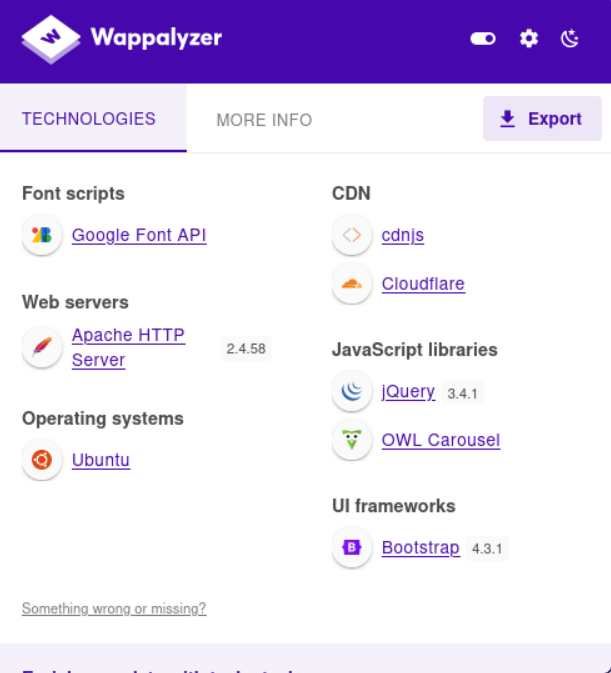 Wappalyzer
TECHNOLOGIES
MORE INFO
Export
Font scripts
Google Font API
Web servers
Apache HTTP
Server
2.4.58
Operating systems
Ubuntu
CDN
cdnjs
Cloudflare
JavaScript libraries
jQuery 3.4.1
OWL Carousel
UI frameworks
Bootstrap 4.3.1
Something wrong or missing?